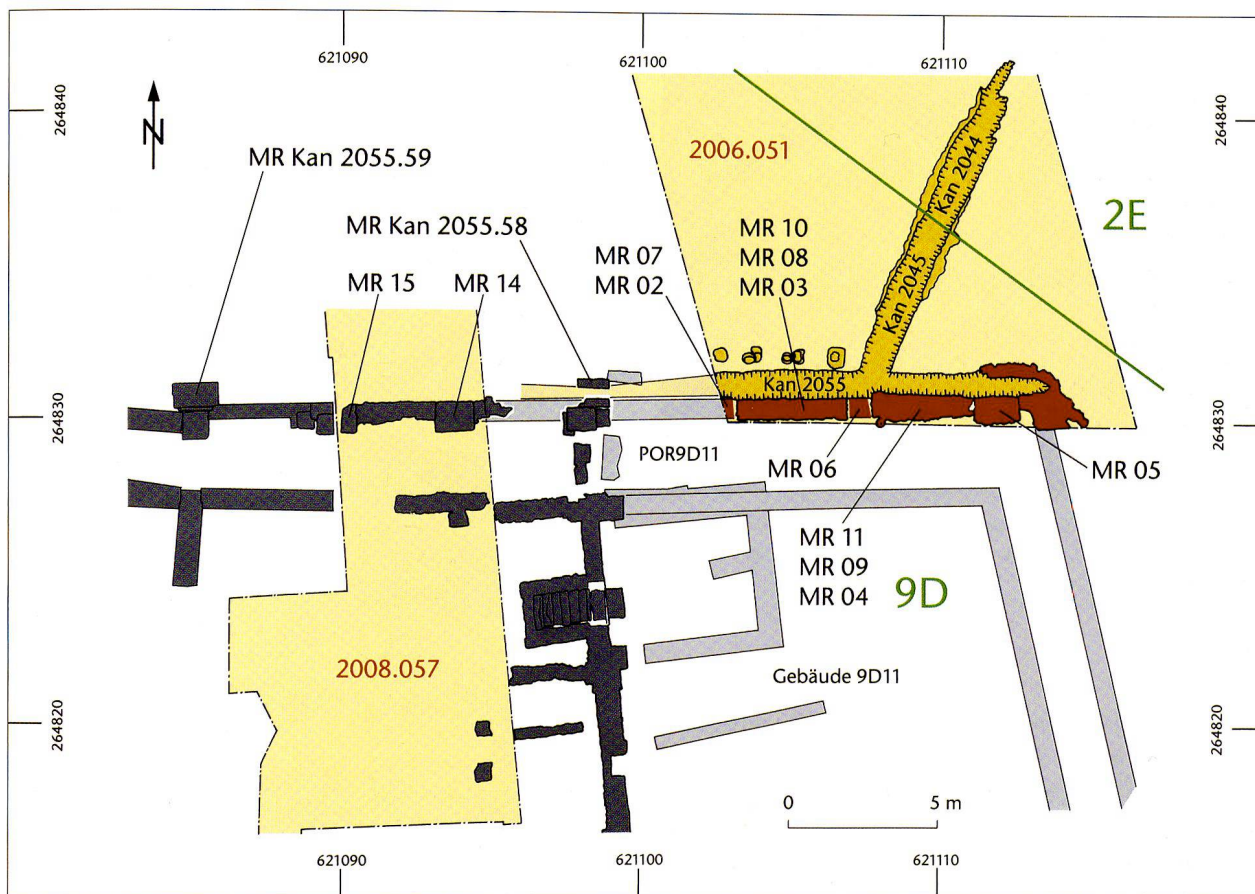 621090
621100
621110
264840
264840
N
MR Kan 2055.59
2006.051
Kan 2044
2E
MR Kan 2055.58
MR 10
MR 08
MR 03
MR 07
MR 02
MR 15
MR 14
Kan 2045
Kan 2055
264830
264830
POR9D11
MR 06
MR 05
MR 11
MR 09
MR 04
9D
2008.057
Gebäude 9D11
264820
264820
0
5 m
621090
621100
621110